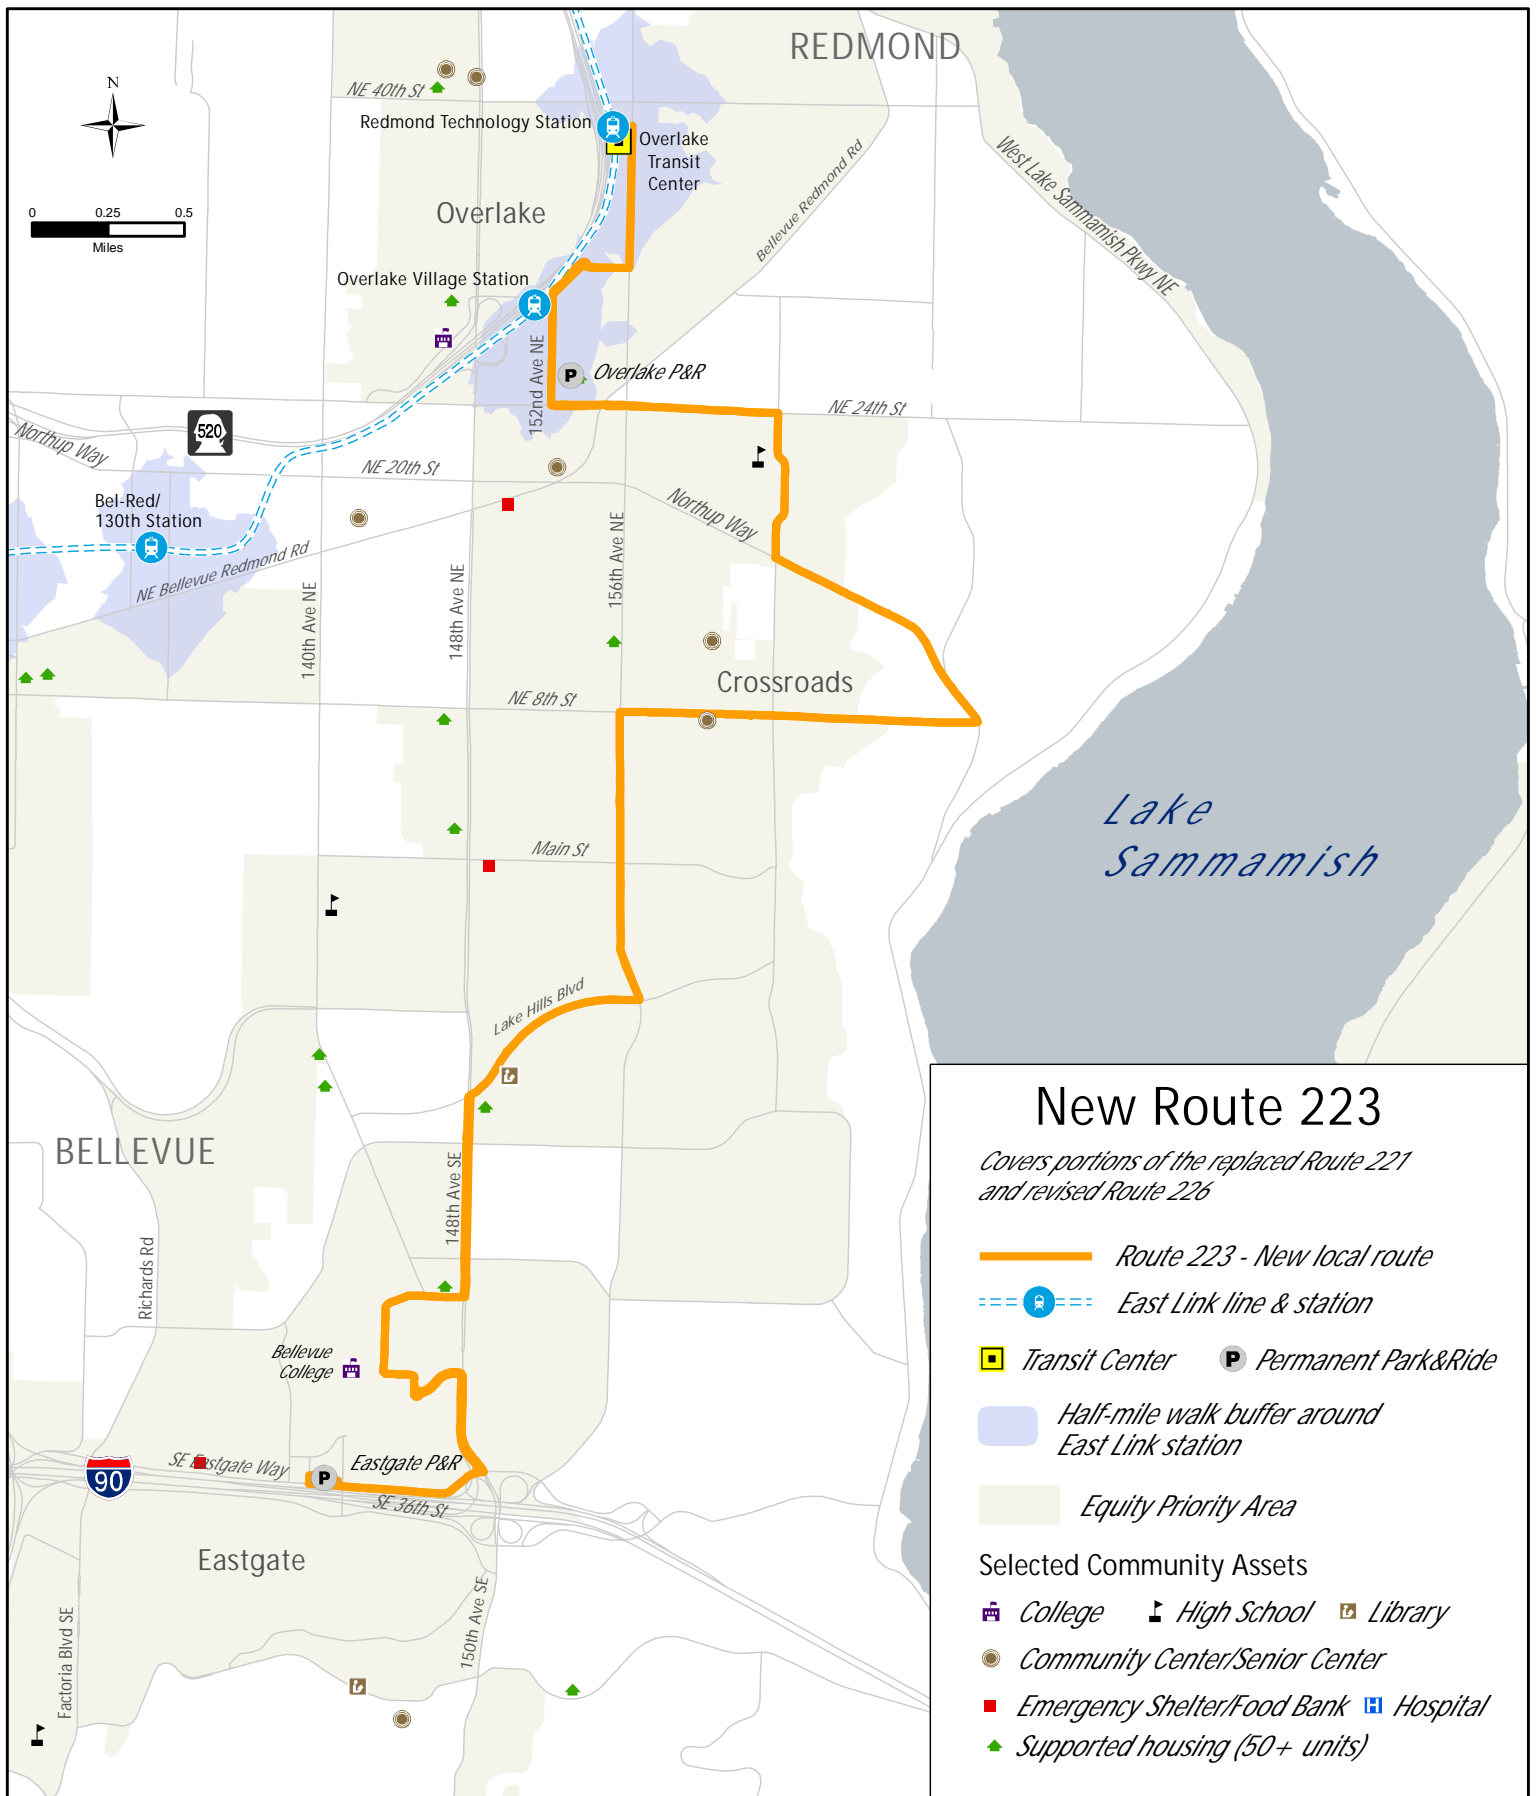 REDMOND
N
NE 40th St
Redmond Technology Station
Overlake
Transit
Center
Bellevue Redmond Rd
West Lake Sammamish Pkwy NE
0 0.25 0.5
Miles
Overlake
Overlake Village Station
152nd Ave NE
P
Overlake P&R
NE 24th St
520
Northup Way
NE 20th St
Bel-Red/
130th Station
Northup Way
NE Bellevue Redmond Rd
140th Ave NE
148th Ave NE
156th Ave NE
Crossroads
NE 8th St
Lake
Sammamish
Main St
Lake Hills Blvd
BELLEVUE
148th Ave SE
Richards Rd
Bellevue
College
SE Eastgate Way
P
Eastgate P&R
90
SE 36th St
Eastgate
Factoria Blvd SE
150th Ave SE
New Route 223
Covers portions of the replaced Route 221
and revised Route 226
Route 223 - New local route
East Link line & station
Transit Center P Permanent Park&Ride
Half-mile walk buffer around
East Link station
Equity Priority Area
Selected Community Assets
College High School Library
Community Center/Senior Center
Emergency Shelter/Food Bank H Hospital
Supported housing (50+ units)